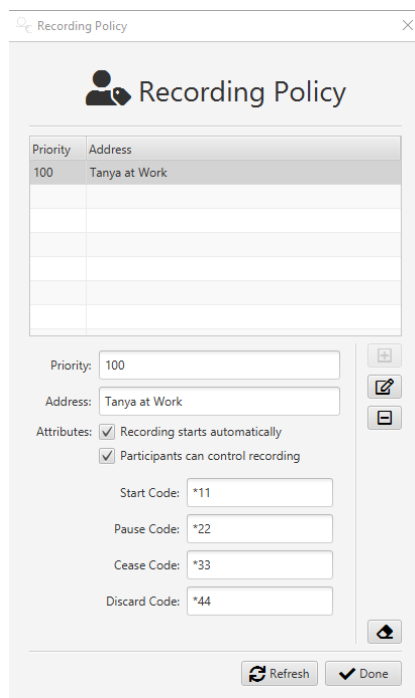 Recording Policy
Recording Policy
Priority Address
100 Tanya at Work
Priority: 100
Address: Tanya at Work
Attributes: Recording starts automatically
Participants can control recording
Start Code: *11
Pause Code: *22
Cease Code: *33
Discard Code: *44
Refresh Done